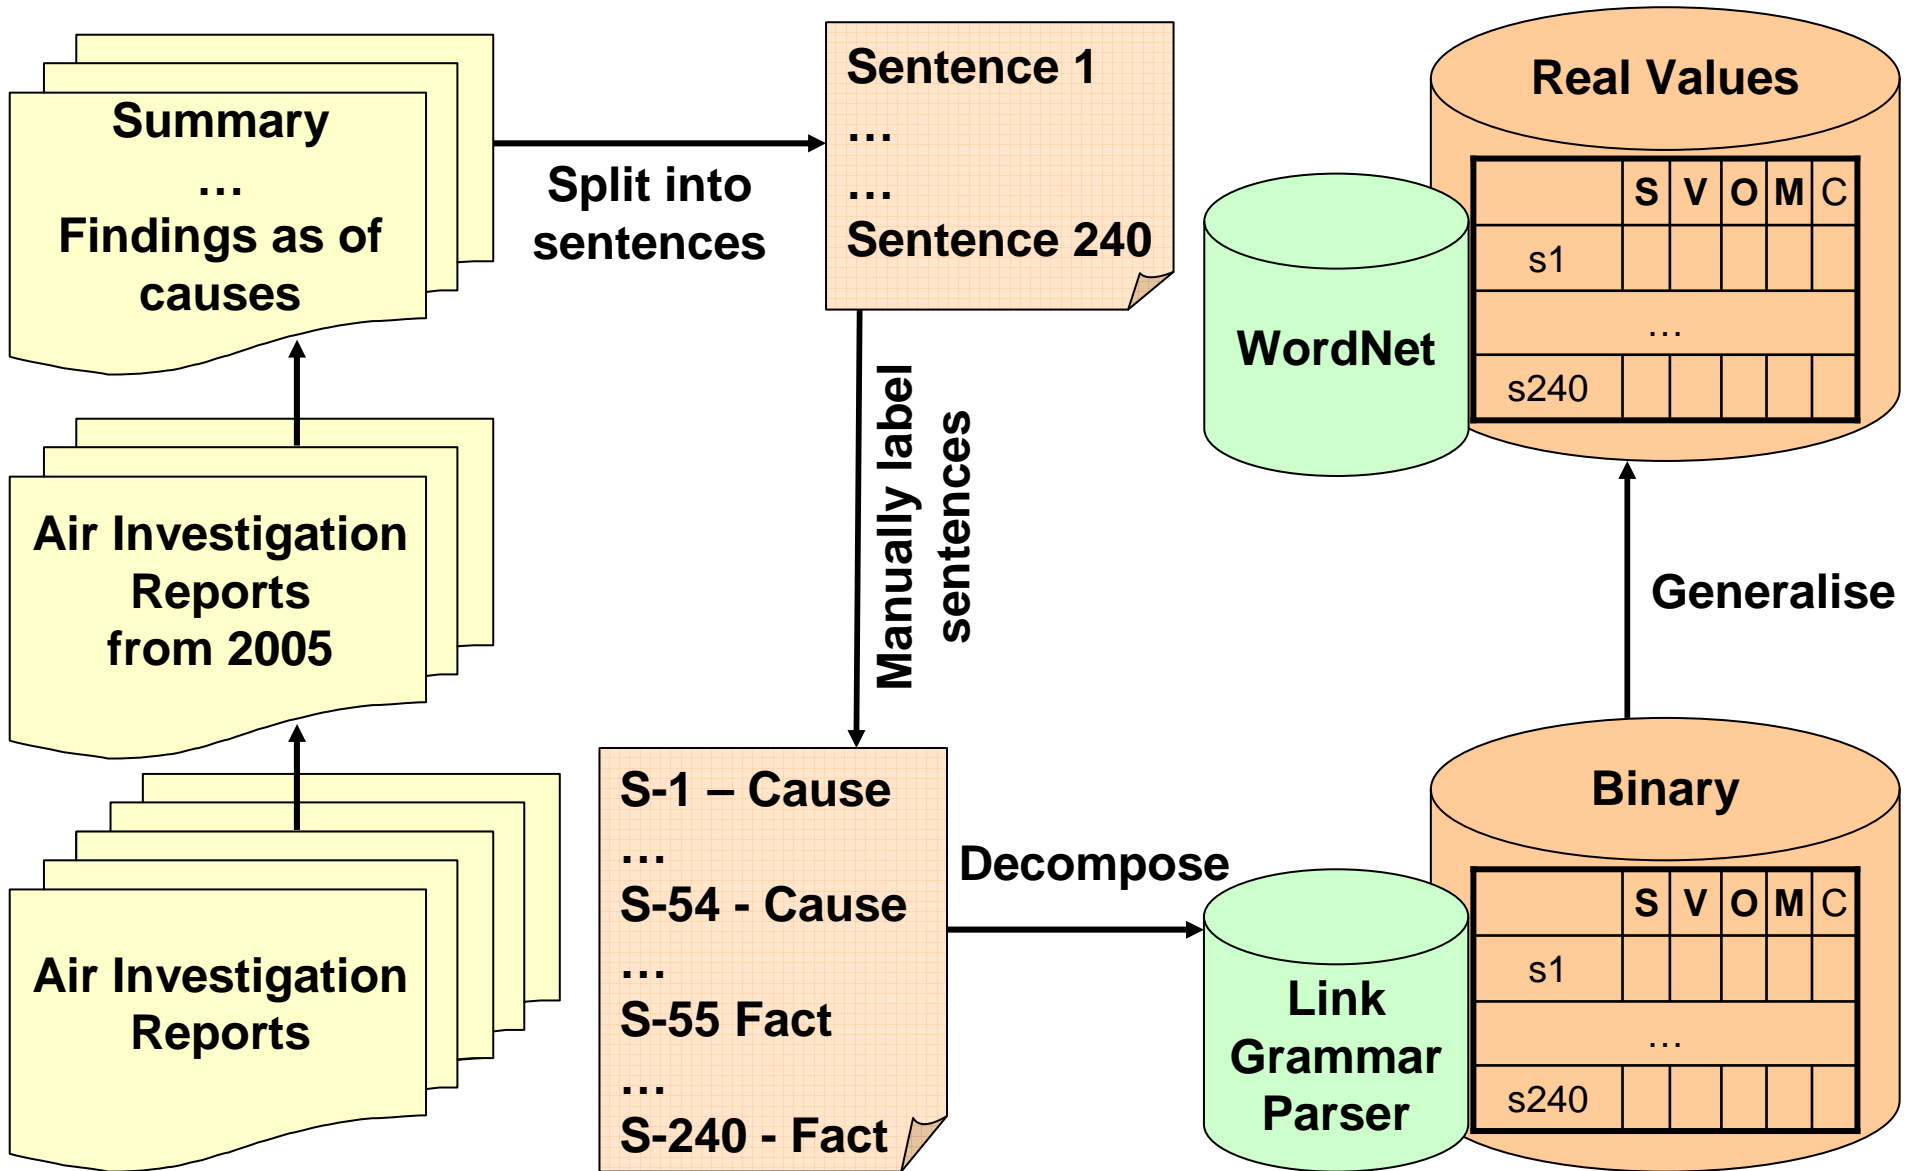 Summary
…
Findings as of
causes
Split into
sentences
Sentence 1
…
…
Sentence 240
Real Values
S V O M C
s1
…
s240
WordNet
Air Investigation
Reports
from 2005
Manually label
sentences
Generalise
Air Investigation
Reports
S-1 – Cause
…
S-54 - Cause
…
S-55 Fact
…
S-240 - Fact
Decompose
Link
Grammar
Parser
Binary
S V O M C
s1
…
s240